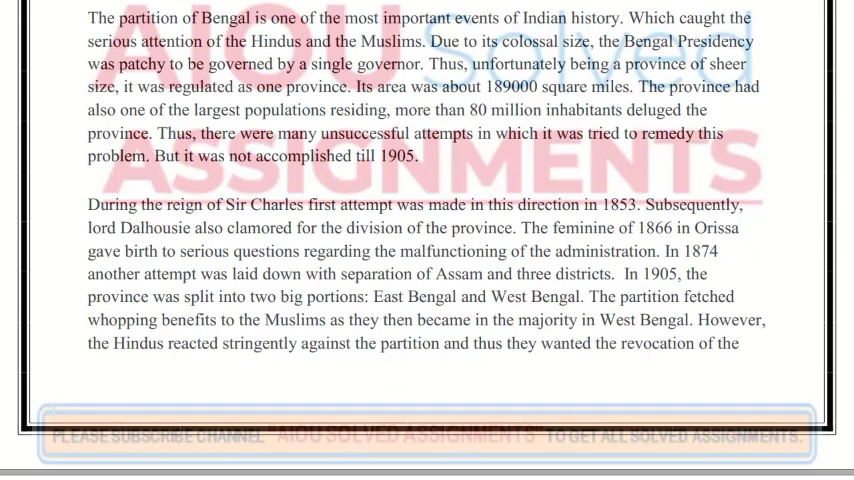 The partition of Bengal is one of the most important events of Indian history. Which caught the
serious attention of the Hindus and the Muslims. Due to its colossal size, the Bengal Presidency
was patchy to be governed by a single governor. Thus, unfortunately being a province of sheer
size, it was regulated as one province. Its area was about 189000 square miles. The province had
also one of the largest populations residing, more than 80 million inhabitants deluged the
province. Thus, there were many unsuccessful attempts in which it was tried to remedy this
problem. But it was not accomplished till 1905.
During the reign of Sir Charles first attempt was made in this direction in 1853. Subsequently,
lord Dalhousie also clamored for the division of the province. The feminine of 1866 in Orissa
gave birth to serious questions regarding the malfunctioning of the administration. In 1874
another attempt was laid down with separation of Assam and three districts.  In 1905, the
province was split into two big portions: East Bengal and West Bengal. The partition fetched
whopping benefits to the Muslims as they then became in the majority in West Bengal. However,
the Hindus reacted stringently against the partition and thus they wanted the revocation of the
AIOU Solved
ASSIGNMENTS
PLEASE SUBSCRIBE CHANNEL "AIOU SOLVED ASSIGNMENTS" TO GET ALL SOLVED ASSIGNMENTS.